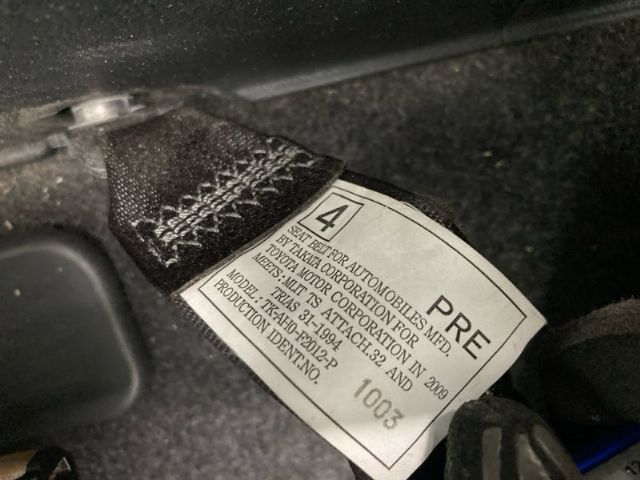 4
SEAT BELT FOR AUTOMOBILES MFD.
BY TAKATA CORPORATION FOR
TOYOTA MOTOR CORPORATION IN 2009
MEETS:MLIT TS ATTACH.32 AND
TRIAS 31-1994
MODEL:TK-AH0-F2012-P
PRODUCTION IDENT.NO.
PRE
1003